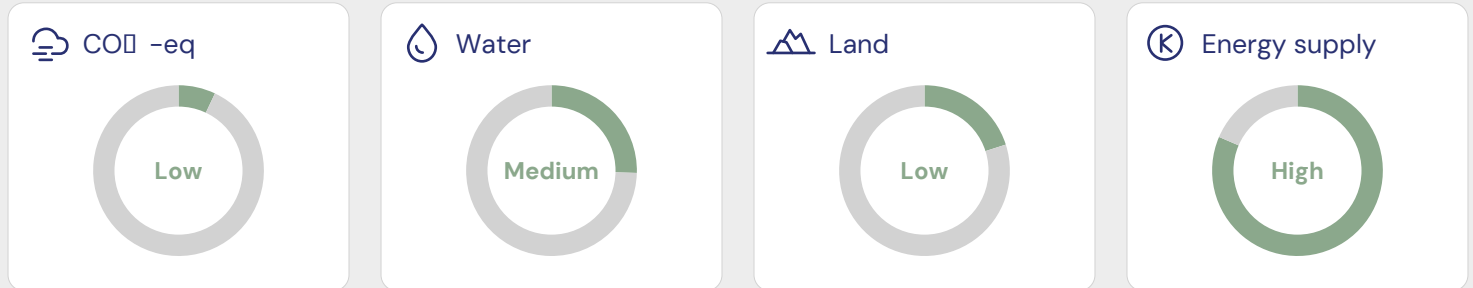 CO▯ -eq
Low
Water
Medium
Land
Low
Energy supply
High